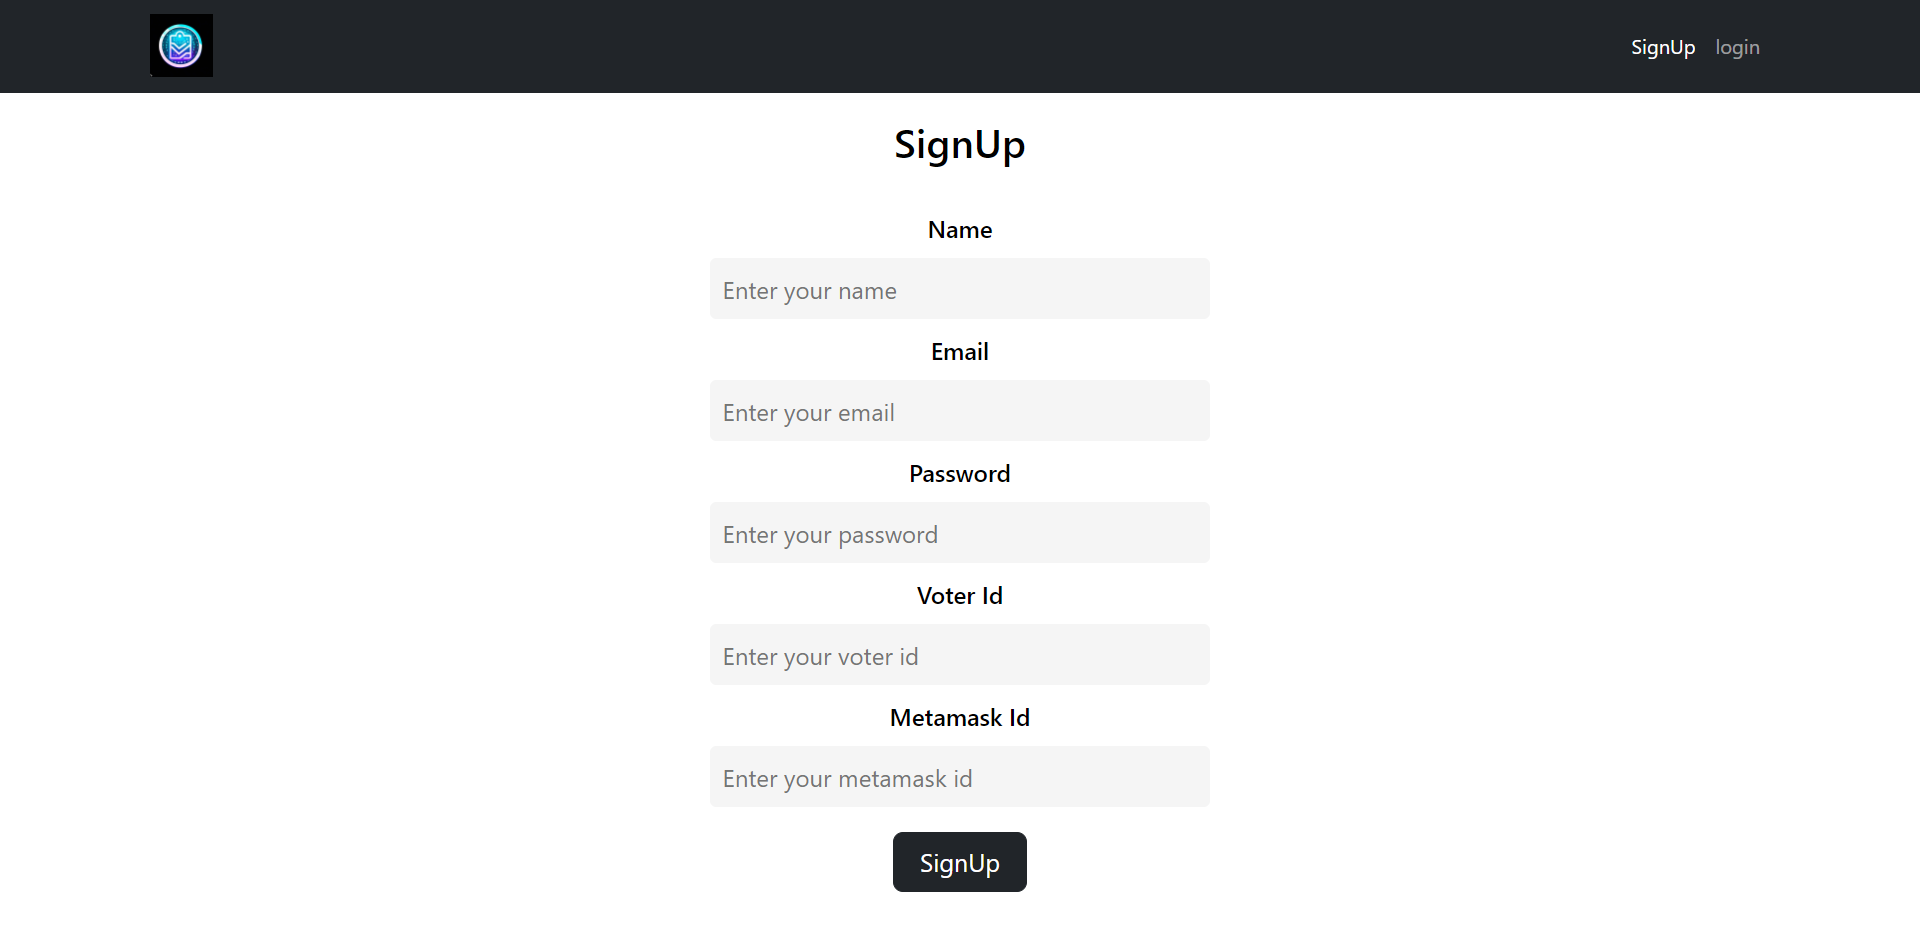 SignUp login
SignUp
Name
Enter your name
Email
Enter your email
Password
Enter your password
Voter Id
Enter your voter id
Metamask Id
Enter your metamask id
SignUp